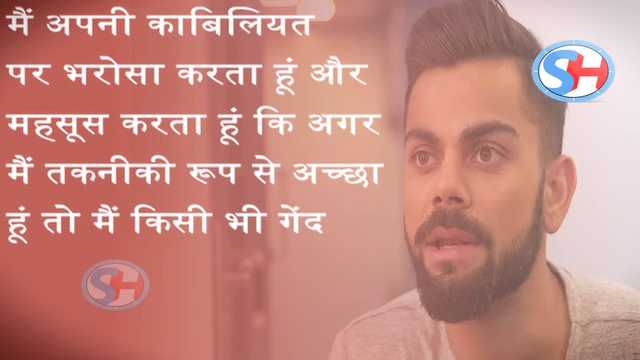 मैं अपनी काबिलियत
पर भरोसा करता हूं और
महसूस करता हूं कि अगर
मैं तकनीकी रूप से अच्छा
हूं तो मैं किसी भी गेंद
SH
SH